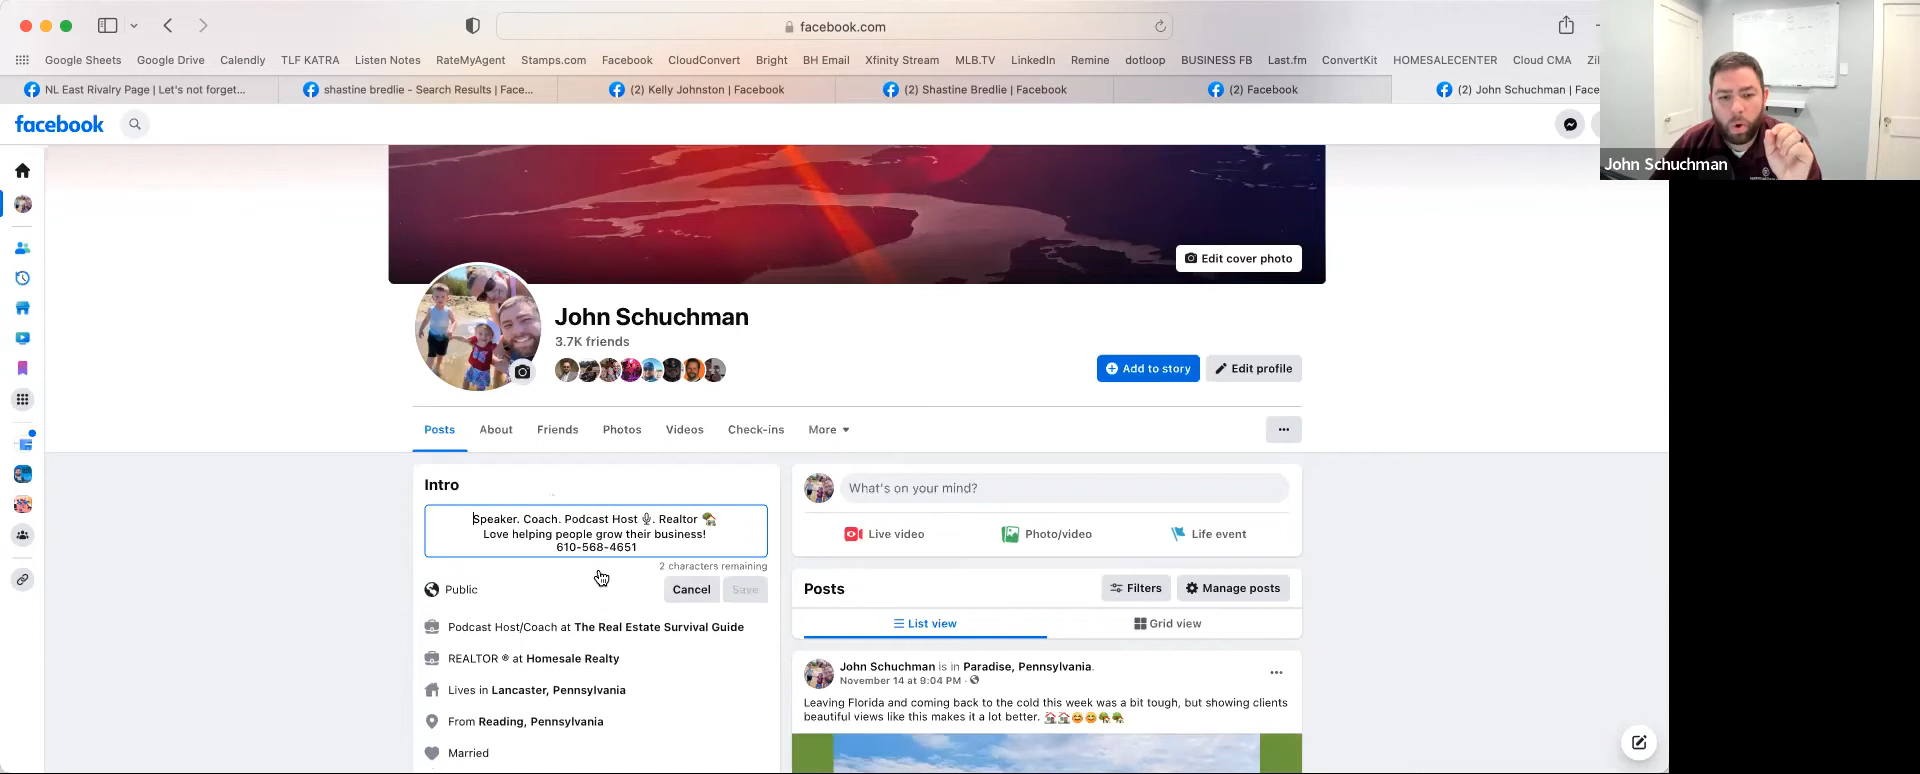 facebook.com
Google Sheets Google Drive Calendly TLF KATRA Listen Notes RateMyAgent Stamps.com Facebook CloudConvert Bright BH Email Xfinity Stream MLB.TV LinkedIn Remine dotloop BUSINESS FB Last.fm ConvertKit HOMESALECENTER Cloud CMA
NL East Rivalry Page | Let's not forget... shastine bredlie - Search Results | Face... (2) Kelly Johnston | Facebook (2) Shastine Bredlie | Facebook (2) Facebook (2) John Schuchman | Face
facebook
John Schuchman
Edit cover photo
John Schuchman
3.7K friends
Add to story Edit profile
Posts About Friends Photos Videos Check-ins More
Intro
Speaker. Coach. Podcast Host 🎙. Realtor 🏡
Love helping people grow their business!
610-568-4651
2 characters remaining
Public Cancel Save
Podcast Host/Coach at The Real Estate Survival Guide
REALTOR ® at Homesale Realty
Lives in Lancaster, Pennsylvania
From Reading, Pennsylvania
Married
What's on your mind?
Live video Photo/video Life event
Posts Filters Manage posts
List view Grid view
John Schuchman is in Paradise, Pennsylvania.
November 14 at 9:04 PM ·
Leaving Florida and coming back to the cold this week was a bit tough, but showing clients
beautiful views like this makes it a lot better. 🏠🏠😊😊🏡🏡